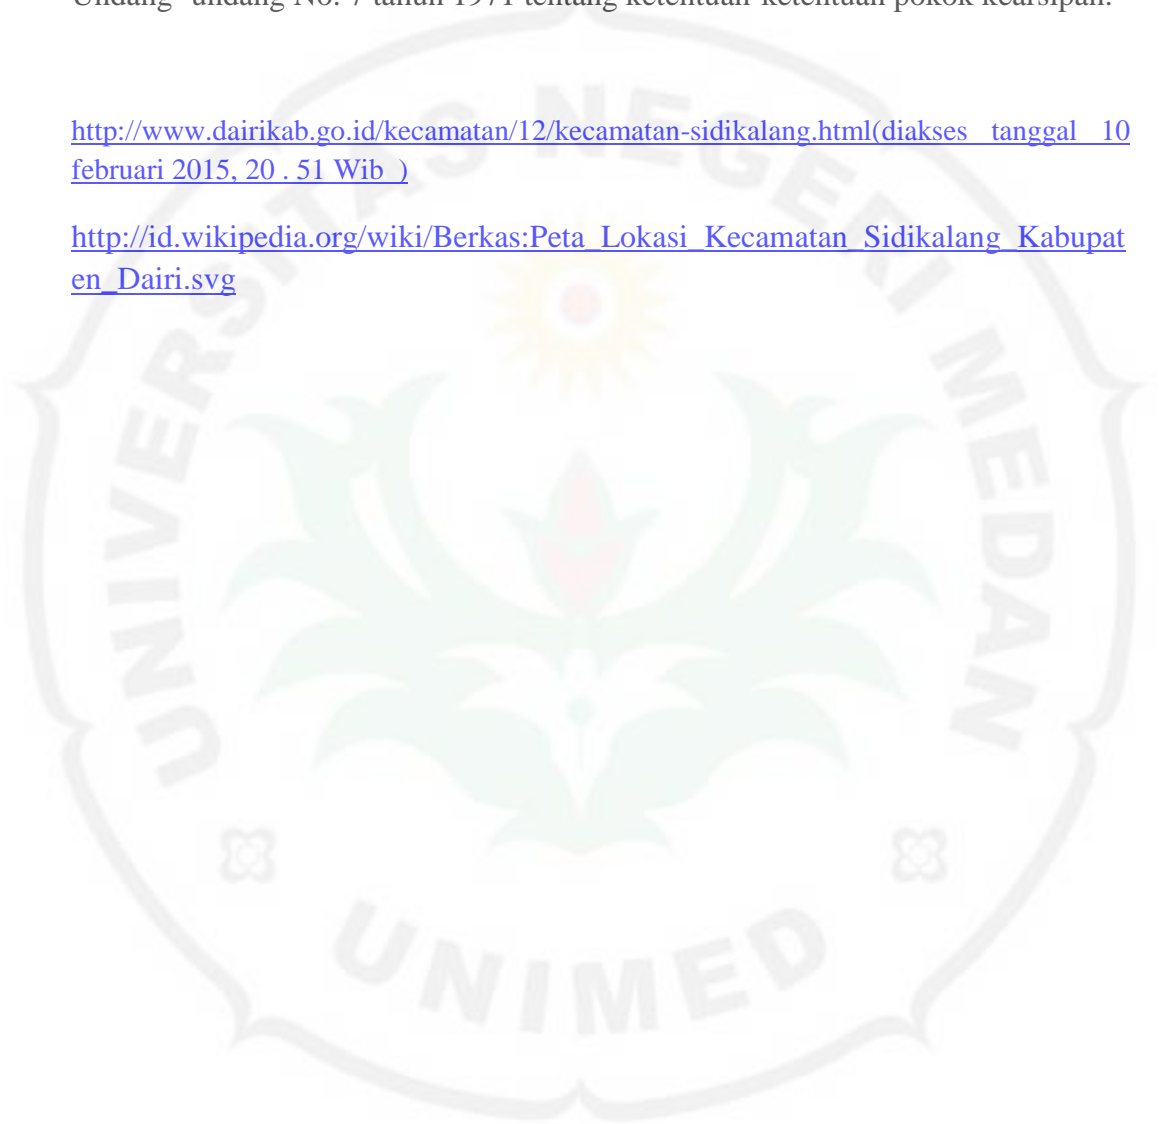 Undang- undang No. 7 tahun 1971 tentang ketentuan-ketentuan pokok kearsipan.
http://www.dairikab.go.id/kecamatan/12/kecamatan-sidikalang.html(diakses tanggal 10
februari 2015, 20 . 51 Wib )
http://id.wikipedia.org/wiki/Berkas:Peta_Lokasi_Kecamatan_Sidikalang_Kabupat
en_Dairi.svg
UNIVERSITAS NEGERI MEDAN
UNIMED